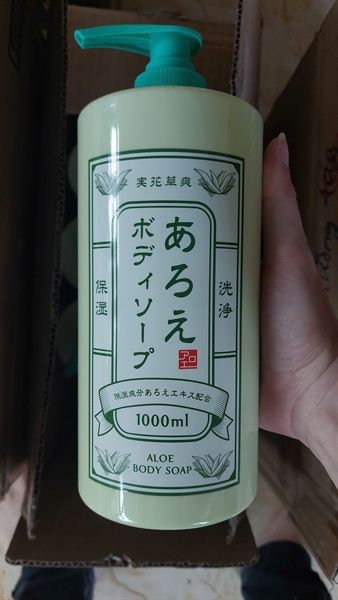 実花草爽
あろえ
ボディソープ
保湿
洗浄
アロエ
保湿成分あろえエキス配合
1000ml
ALOE
BODY SOAP